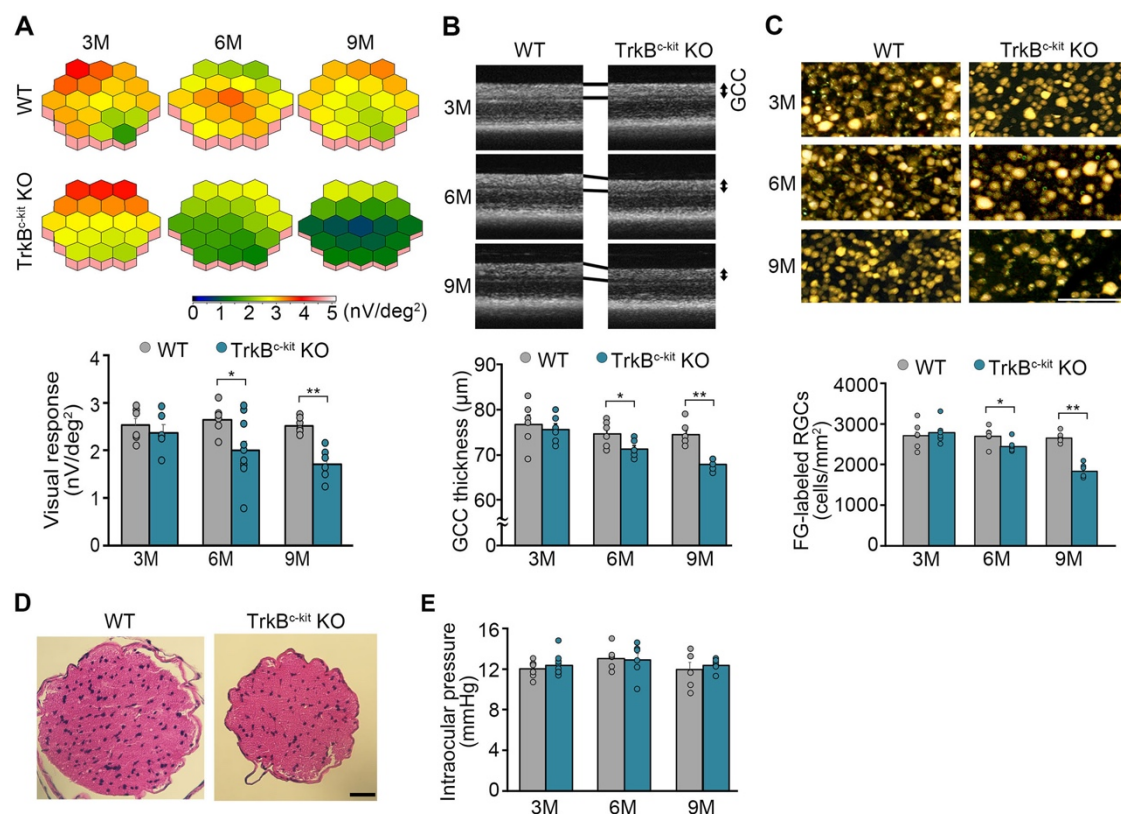 A
3M 6M 9M
WT
TrkB^c-kit KO
0 1 2 3 4 5 (nV/deg²)
WT TrkB^c-kit KO
Visual response
(nV/deg²)
4
3
2
1
0
* **
3M 6M 9M
B
WT TrkB^c-kit KO
GCC
3M
6M
9M
WT TrkB^c-kit KO
GCC thickness (µm)
90
80
70
60
0
* **
3M 6M 9M
C
WT TrkB^c-kit KO
3M
6M
9M
WT TrkB^c-kit KO
FG-labeled RGCs
(cells/mm²)
4000
3000
2000
1000
0
* **
3M 6M 9M
D
WT TrkB^c-kit KO
E
Intraocular pressure
(mmHg)
16
12
8
4
0
3M 6M 9M